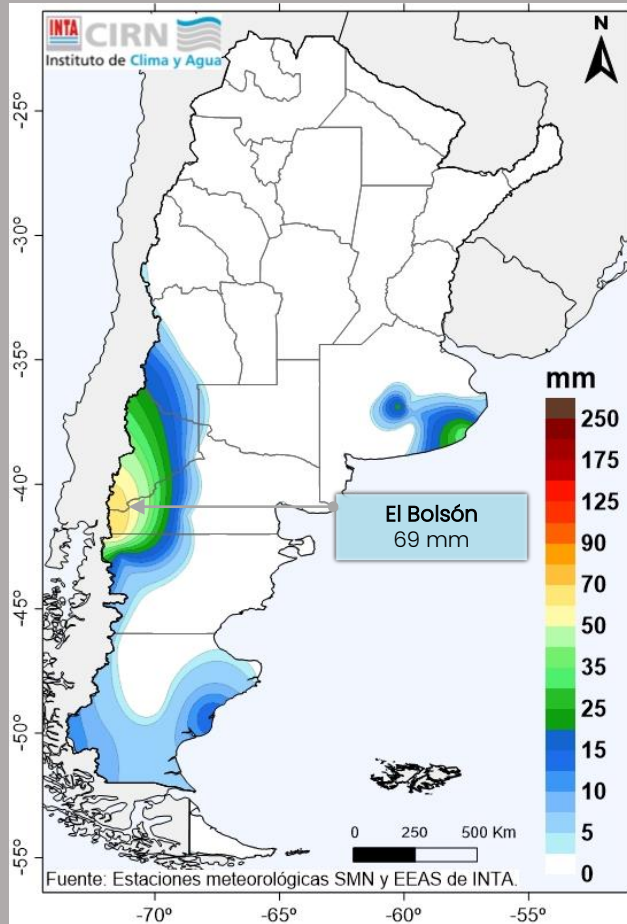 INTA CIRN
Instituto de Clima y Agua
N
-25°
-30°
-35°
-40°
-45°
-50°
-55°
mm
250
175
125
90
70
50
35
25
15
10
5
0
El Bolsón
69 mm
0 250 500 Km
Fuente: Estaciones meteorológicas SMN y EEAS de INTA.
-70° -65° -60° -55°